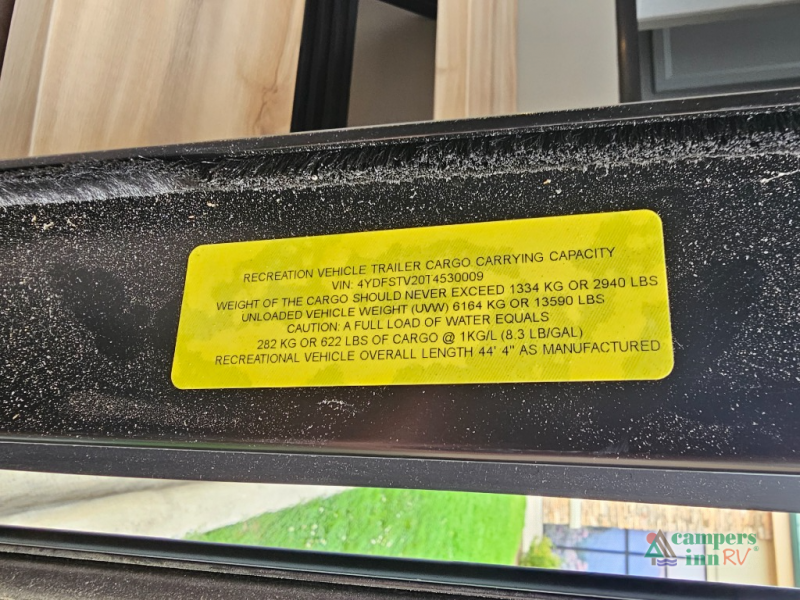 RECREATION VEHICLE TRAILER CARGO CARRYING CAPACITY
VIN: 4YDFSTV20T4530009
WEIGHT OF THE CARGO SHOULD NEVER EXCEED 1334 KG OR 2940 LBS
UNLOADED VEHICLE WEIGHT (UVW) 6164 KG OR 13590 LBS
CAUTION: A FULL LOAD OF WATER EQUALS
282 KG OR 622 LBS OF CARGO @ 1KG/L (8.3 LB/GAL)
RECREATIONAL VEHICLE OVERALL LENGTH 44' 4" AS MANUFACTURED
campers
inn RV®